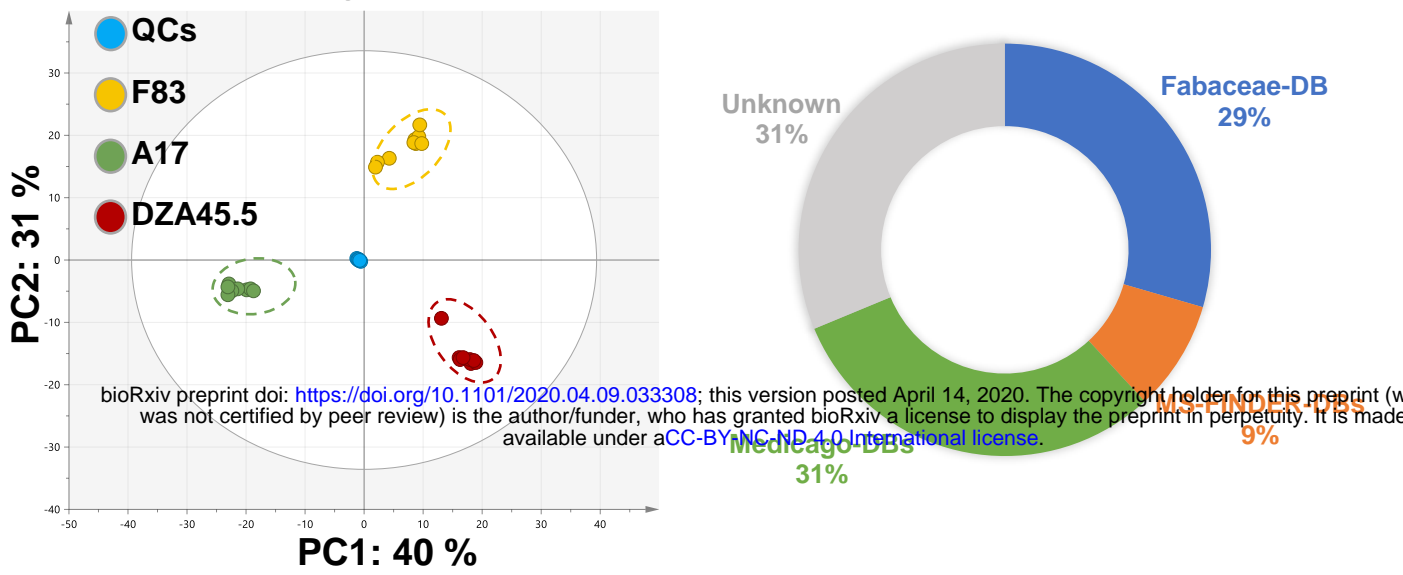 QCs
F83
A17
DZA45.5
PC2: 31 %
30
20
10
0
-10
-20
-30
-40
-50
-40
-30
-20
-10
0
10
20
30
40
PC1: 40 %
Unknown
31%
Fabaceae-DB
29%
MS-FINDER-DBs
9%
Medicago-DBs
31%
bioRxiv preprint doi: https://doi.org/10.1101/2020.04.09.033308; this version posted April 14, 2020. The copyright holder for this preprint (w
was not certified by peer review) is the author/funder, who has granted bioRxiv a license to display the preprint in perpetuity. It is made
available under aCC-BY-NC-ND 4.0 International license.